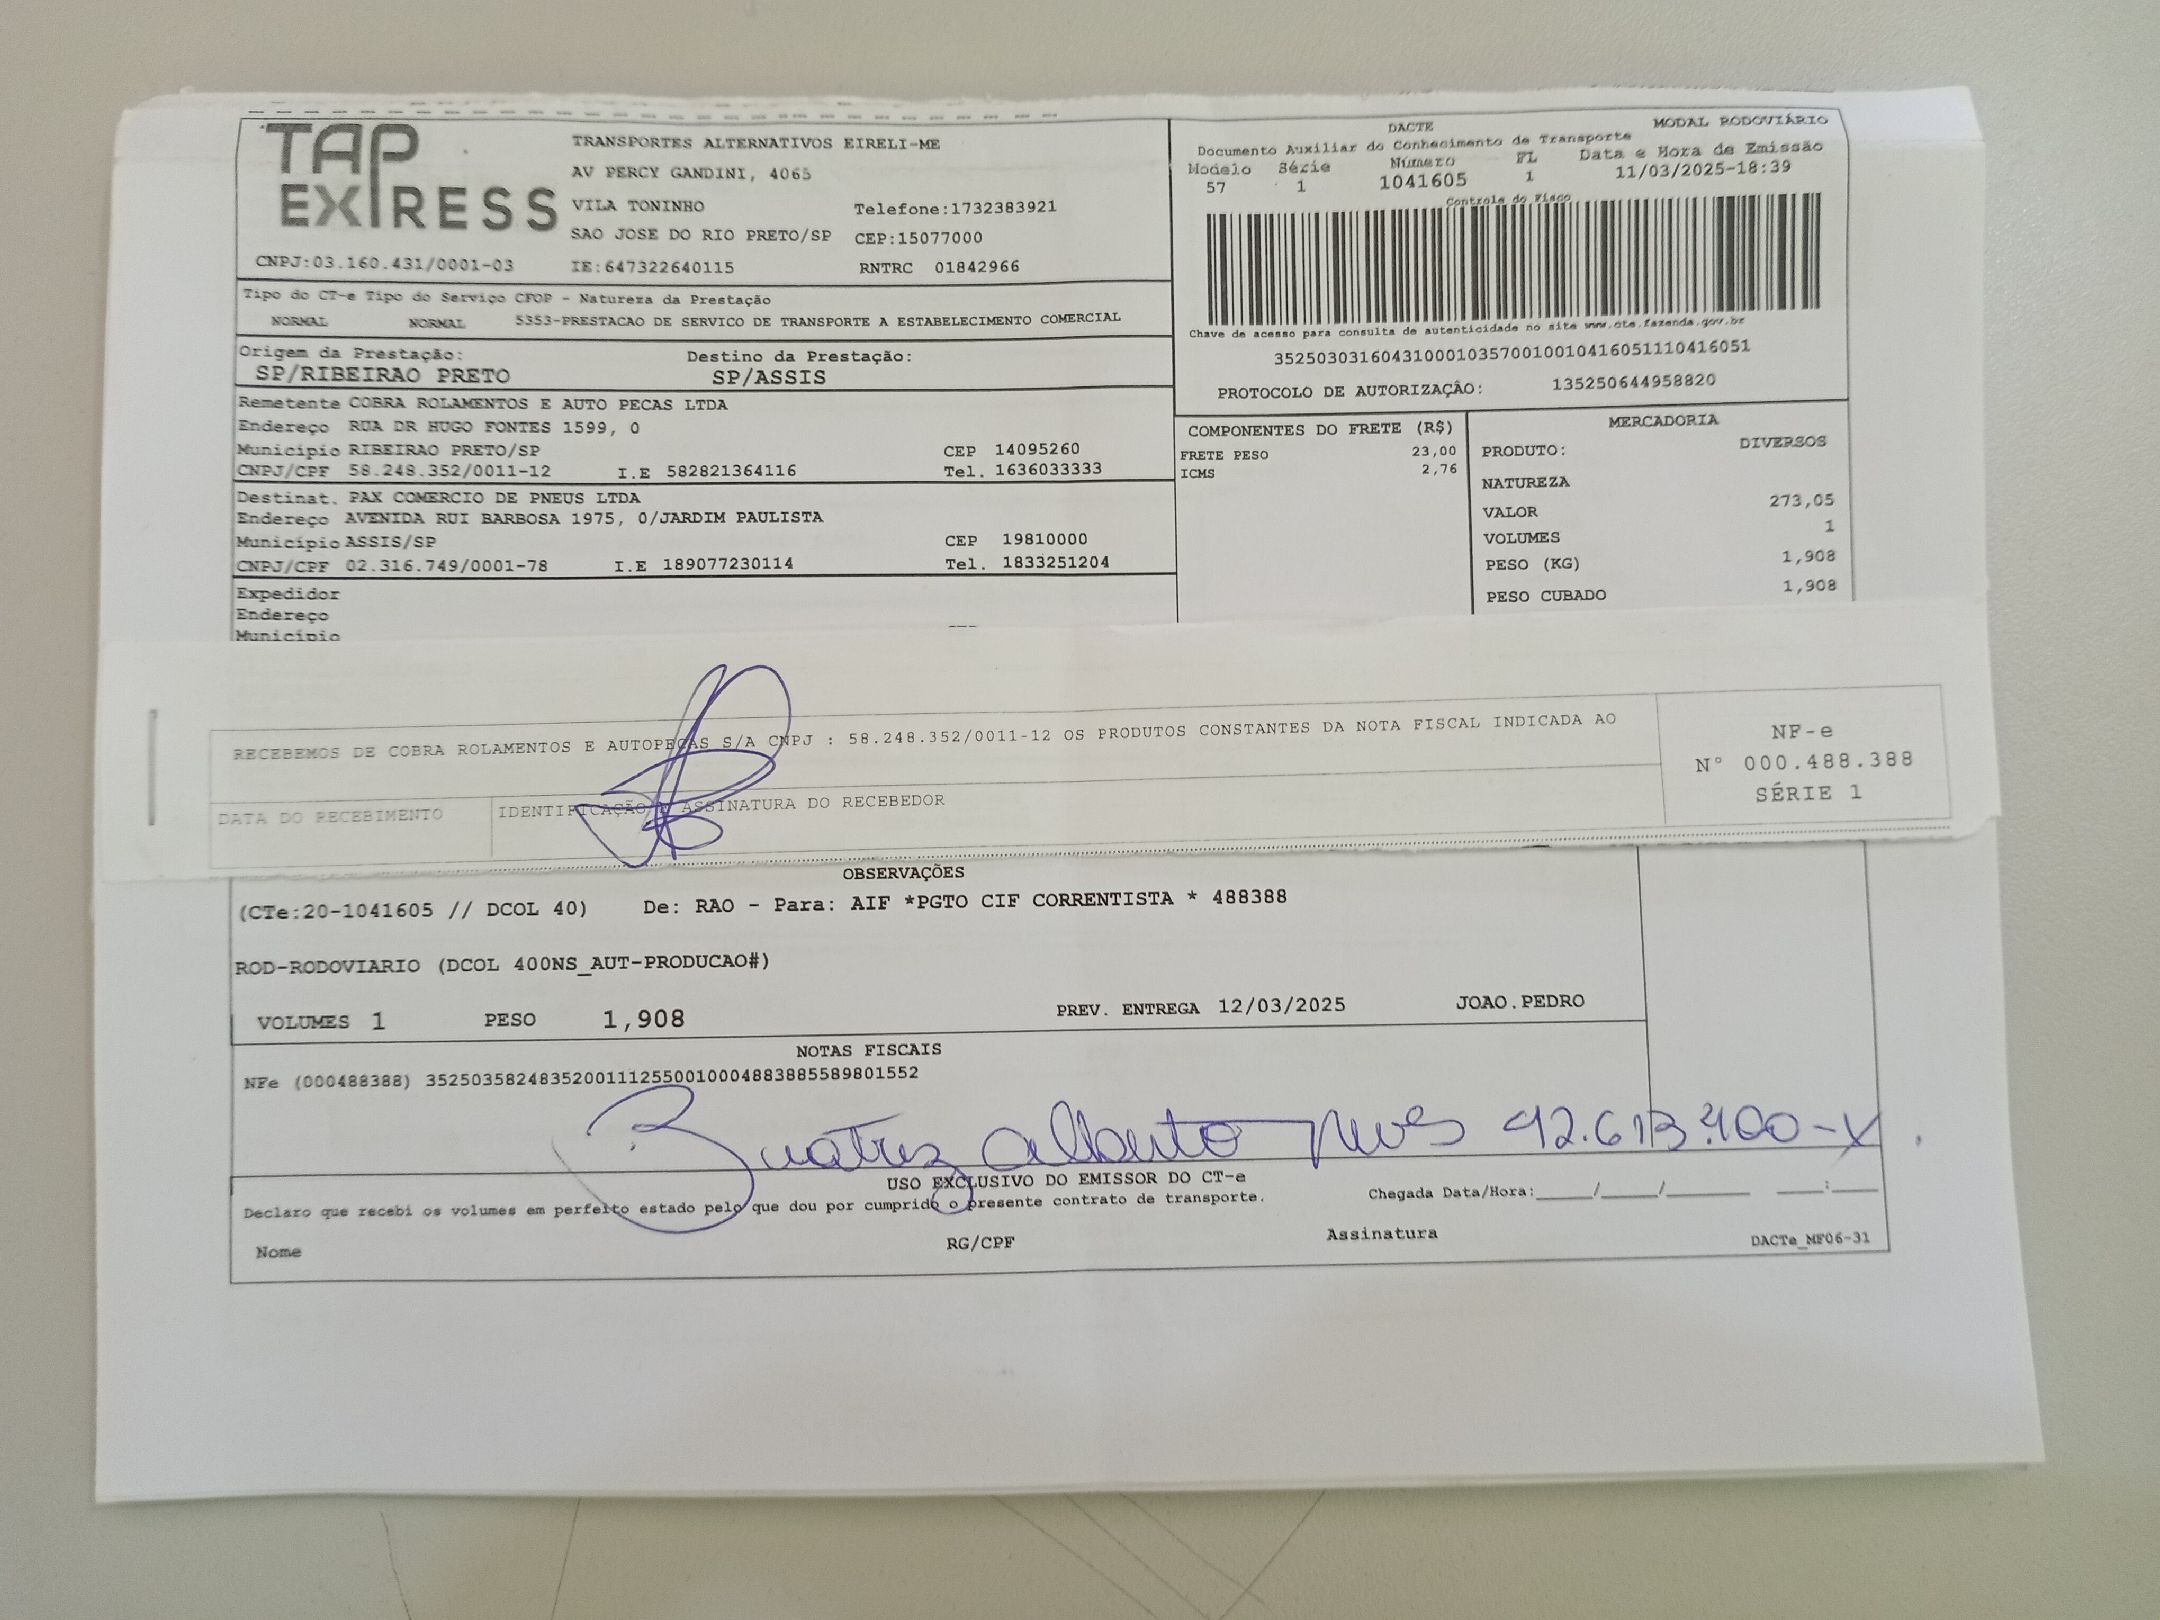 TAP EXPRESS
TRANSPORTES ALTERNATIVOS EIRELI-ME
AV PERCY GANDINI, 4065
VILA TONINHO Telefone:1732383921
SAO JOSE DO RIO PRETO/SP CEP:15077000
CNPJ:03.160.431/0001-03 IE:647322640115 RNTRC 01842966
Tipo do CT-e Tipo do Serviço CFOP - Natureza da Prestação
NORMAL NORMAL 5353-PRESTACAO DE SERVICO DE TRANSPORTE A ESTABELECIMENTO COMERCIAL
Origem da Prestação: Destino da Prestação:
SP/RIBEIRAO PRETO SP/ASSIS
Remetente COBRA ROLAMENTOS E AUTO PECAS LTDA
Endereço RUA DR HUGO FONTES 1599, 0
Município RIBEIRAO PRETO/SP CEP 14095260
CNPJ/CPF 58.248.352/0011-12 I.E 582821364116 Tel. 1636033333
Destinat. PAX COMERCIO DE PNEUS LTDA
Endereço AVENIDA RUI BARBOSA 1975, 0/JARDIM PAULISTA
Município ASSIS/SP CEP 19810000
CNPJ/CPF 02.316.749/0001-78 I.E 189077230114 Tel. 1833251204
Expedidor
Endereço
Município
DACTE MODAL RODOVIÁRIO
Documento Auxiliar do Conhecimento de Transporte
Modelo Série Número FL Data e Hora de Emissão
57 1 1041605 1 11/03/2025-18:39
Controle do Fisco
Chave de acesso para consulta de autenticidade no site www.cte.fazenda.gov.br
35250303160431000103570010010416051110416051
PROTOCOLO DE AUTORIZAÇÃO: 135250644958820
COMPONENTES DO FRETE (R$)
FRETE PESO 23,00
ICMS 2,76
MERCADORIA
PRODUTO: DIVERSOS
NATUREZA
VALOR 273,05
VOLUMES 1
PESO (KG) 1,908
PESO CUBADO 1,908
RECEBEMOS DE COBRA ROLAMENTOS E AUTOPEÇAS S/A CNPJ : 58.248.352/0011-12 OS PRODUTOS CONSTANTES DA NOTA FISCAL INDICADA AO
DATA DO RECEBIMENTO IDENTIFICAÇÃO E ASSINATURA DO RECEBEDOR
NF-e
N° 000.488.388
SÉRIE 1
OBSERVAÇÕES
(CTe:20-1041605 // DCOL 40) De: RAO - Para: AIF *PGTO CIF CORRENTISTA * 488388
ROD-RODOVIARIO (DCOL 400NS_AUT-PRODUCAO#)
VOLUMES 1 PESO 1,908 PREV. ENTREGA 12/03/2025 JOAO.PEDRO
NOTAS FISCAIS
NFe (000488388) 35250358248352001112550010004883885589801552
Beatriz Alberto Neves
USO EXCLUSIVO DO EMISSOR DO CT-e
Declaro que recebi os volumes em perfeito estado pelo que dou por cumprido o presente contrato de transporte. Chegada Data/Hora:_____/_____/_______ ____:____
Nome RG/CPF Assinatura DACTe_MF06-31